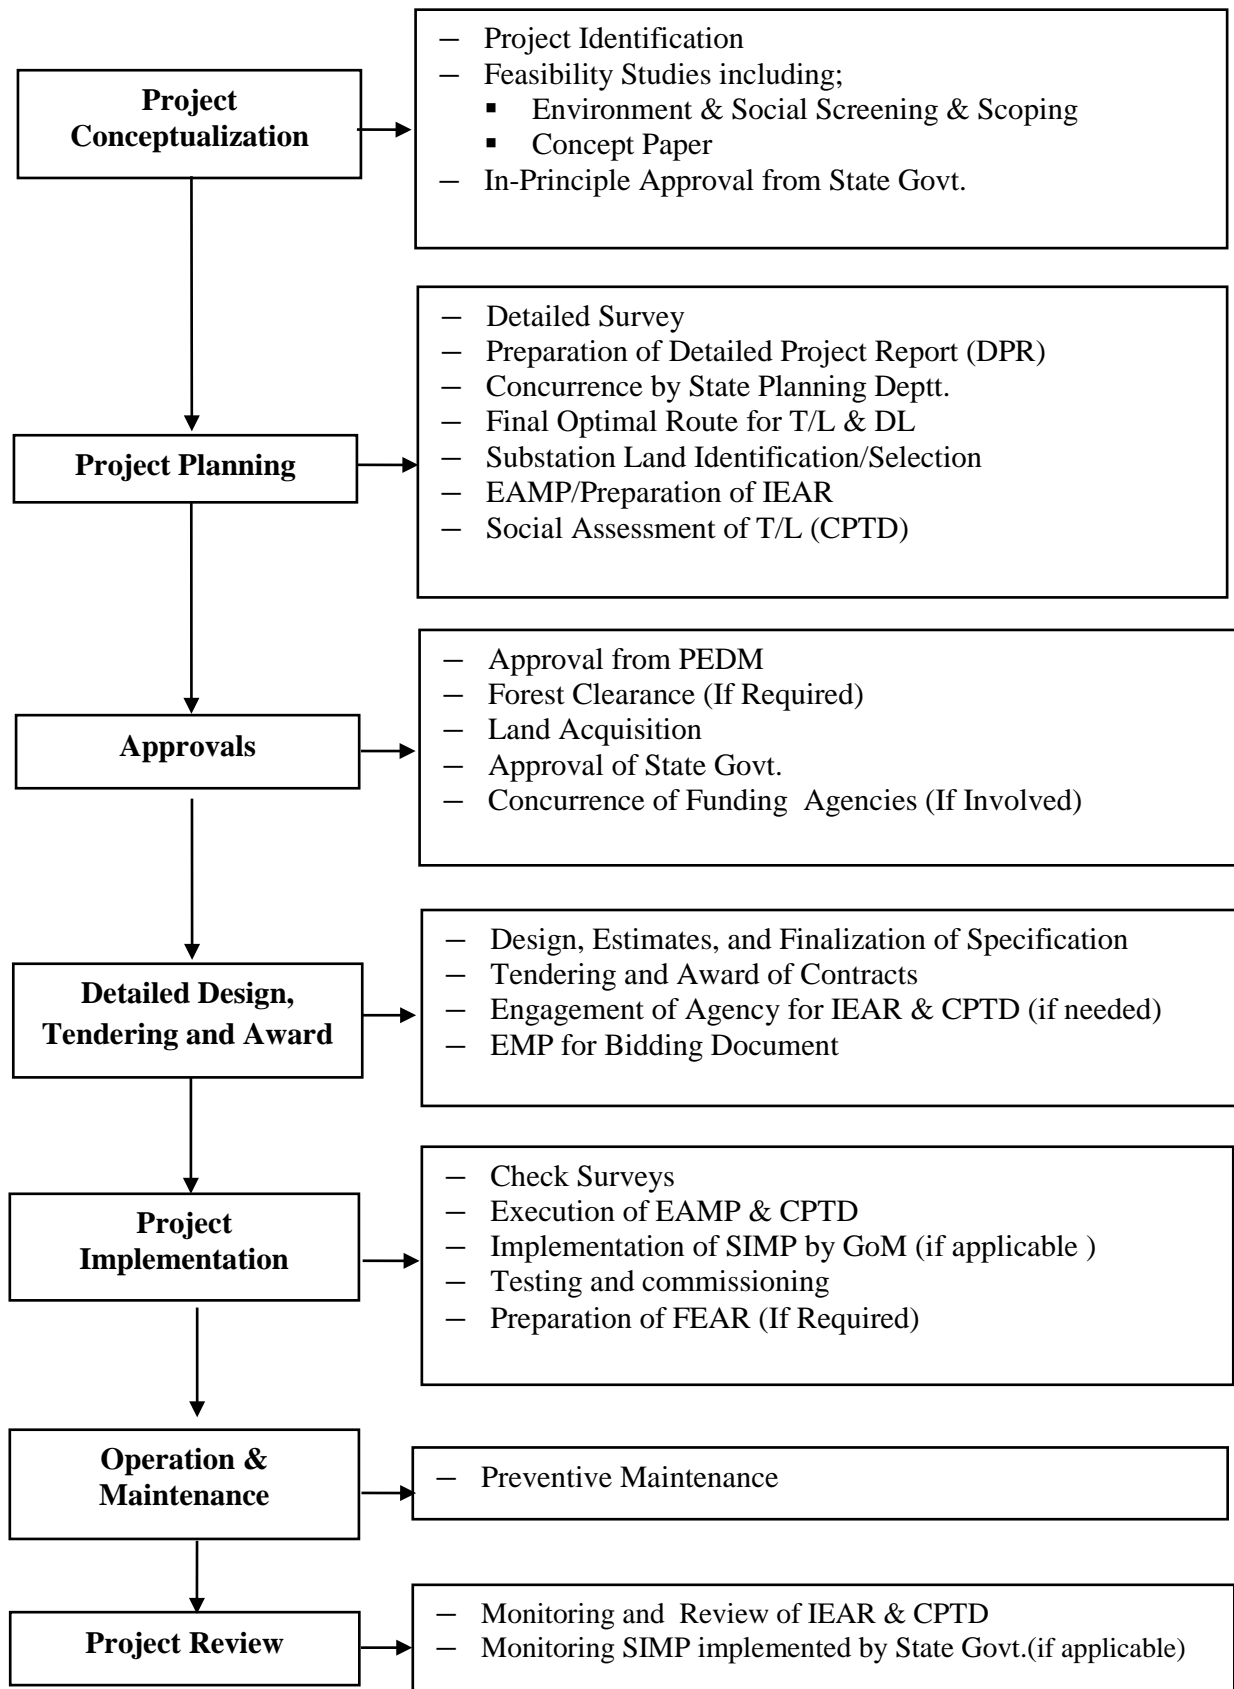 Project
Conceptualization
— Project Identification
— Feasibility Studies including;
▪ Environment & Social Screening & Scoping
▪ Concept Paper
— In-Principle Approval from State Govt.
Project Planning
— Detailed Survey
— Preparation of Detailed Project Report (DPR)
— Concurrence by State Planning Deptt.
— Final Optimal Route for T/L & DL
— Substation Land Identification/Selection
— EAMP/Preparation of IEAR
— Social Assessment of T/L (CPTD)
Approvals
— Approval from PEDM
— Forest Clearance (If Required)
— Land Acquisition
— Approval of State Govt.
— Concurrence of Funding Agencies (If Involved)
Detailed Design,
Tendering and Award
— Design, Estimates, and Finalization of Specification
— Tendering and Award of Contracts
— Engagement of Agency for IEAR & CPTD (if needed)
— EMP for Bidding Document
Project
Implementation
— Check Surveys
— Execution of EAMP & CPTD
— Implementation of SIMP by GoM (if applicable )
— Testing and commissioning
— Preparation of FEAR (If Required)
Operation &
Maintenance
— Preventive Maintenance
Project Review
— Monitoring and Review of IEAR & CPTD
— Monitoring SIMP implemented by State Govt.(if applicable)